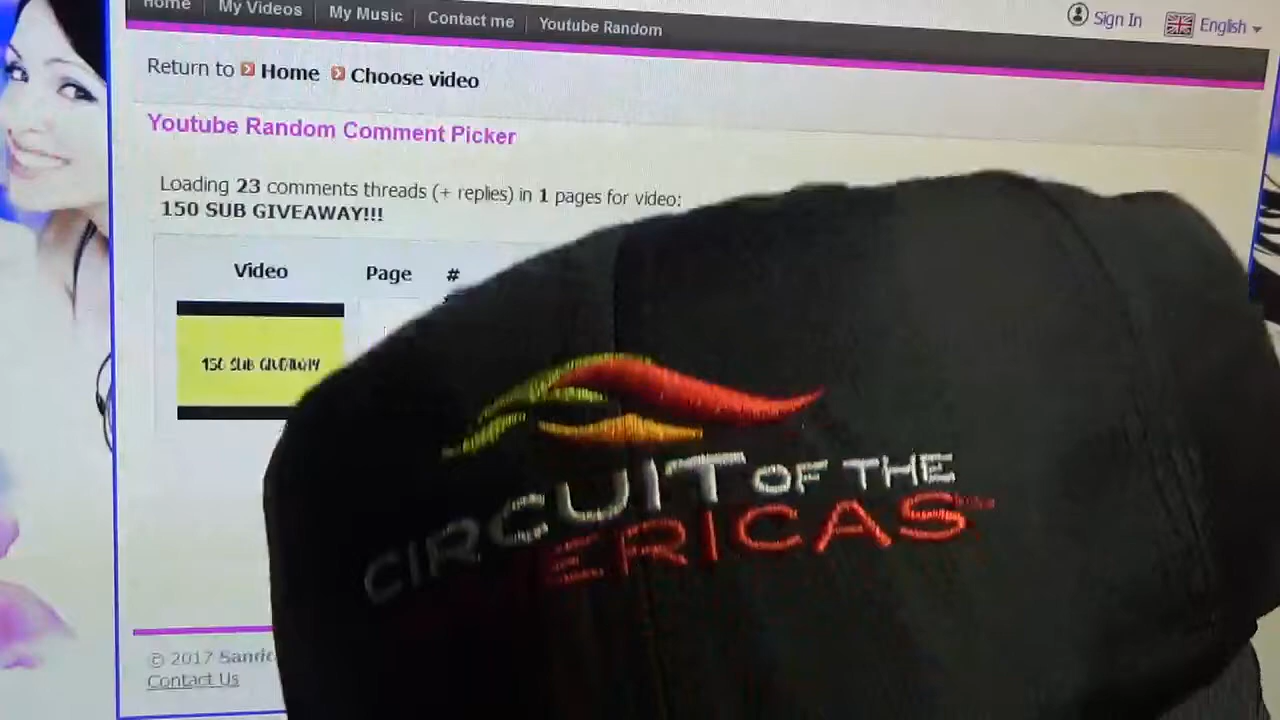 Home My Videos My Music Contact me Youtube Random
Sign In English
Return to Home Choose video
Youtube Random Comment Picker
Loading 23 comments threads (+ replies) in 1 pages for video:
150 SUB GIVEAWAY!!!
Video Page #
150 SUB GIVEAWAY
CIRCUIT OF THE
ERICAS
© 2017
Contact Us